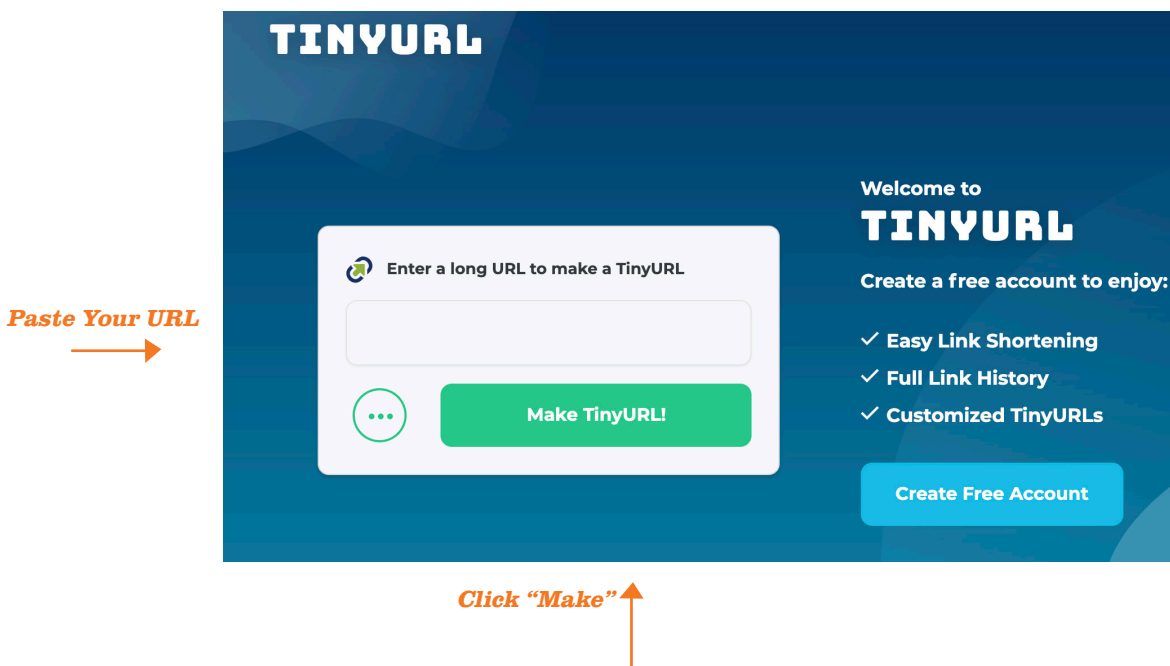 TINYURL
Welcome to
TINYURL
Enter a long URL to make a TinyURL
Create a free account to enjoy:
Paste Your URL
Easy Link Shortening
Full Link History
Make TinyURL!
Customized TinyURLs
Create Free Account
Click “Make”